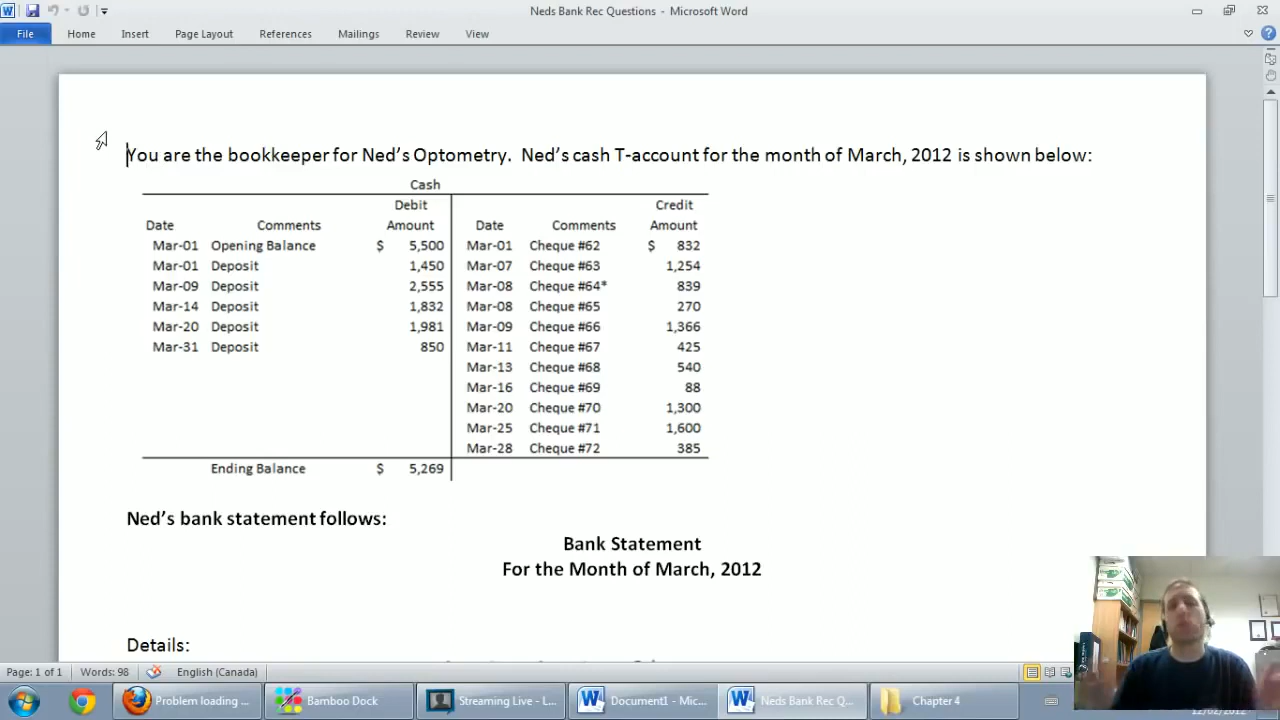 Neds Bank Rec Questions - Microsoft Word
File Home Insert Page Layout References Mailings Review View
You are the bookkeeper for Ned's Optometry. Ned's cash T-account for the month of March, 2012 is shown below:
Cash
Debit Credit
Date Comments Amount Date Comments Amount
Mar-01 Opening Balance $ 5,500 Mar-01 Cheque #62 $ 832
Mar-01 Deposit 1,450 Mar-07 Cheque #63 1,254
Mar-09 Deposit 2,555 Mar-08 Cheque #64* 839
Mar-14 Deposit 1,832 Mar-08 Cheque #65 270
Mar-20 Deposit 1,981 Mar-09 Cheque #66 1,366
Mar-31 Deposit 850 Mar-11 Cheque #67 425
Mar-13 Cheque #68 540
Mar-16 Cheque #69 88
Mar-20 Cheque #70 1,300
Mar-25 Cheque #71 1,600
Mar-28 Cheque #72 385
Ending Balance $ 5,269
Ned's bank statement follows:
Bank Statement
For the Month of March, 2012
Details:
Page: 1 of 1 Words: 98 English (Canada)
Problem loading ... Bamboo Dock Streaming Live - L... Document1 - Mic... Neds Bank Rec Q... Chapter 4